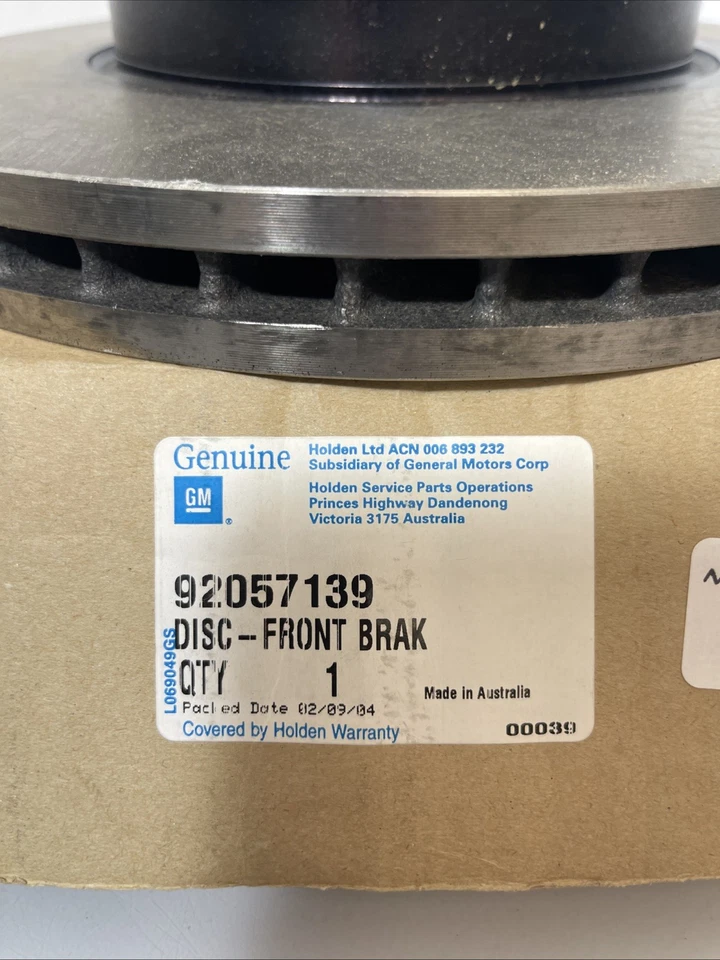 Genuine
GM
®
Holden Ltd ACN 006 893 232
Subsidiary of General Motors Corp
Holden Service Parts Operations
Princes Highway Dandenong
Victoria 3175 Australia
92057139
DISC-FRONT BRAK
QTY 1
Made in Australia
Packed Date 02/09/04
Covered by Holden Warranty
00039
L069049GS